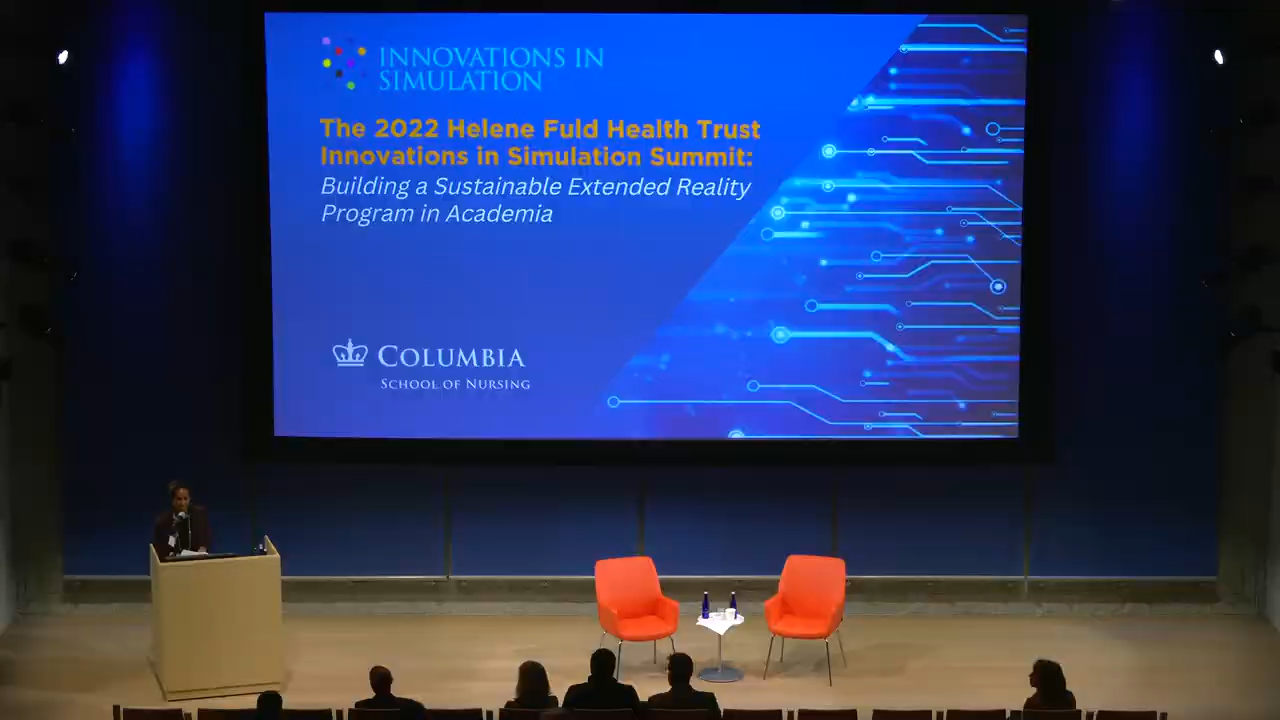 INNOVATIONS IN
SIMULATION
The 2022 Helene Fuld Health Trust
Innovations in Simulation Summit:
Building a Sustainable Extended Reality
Program in Academia
COLUMBIA
SCHOOL OF NURSING